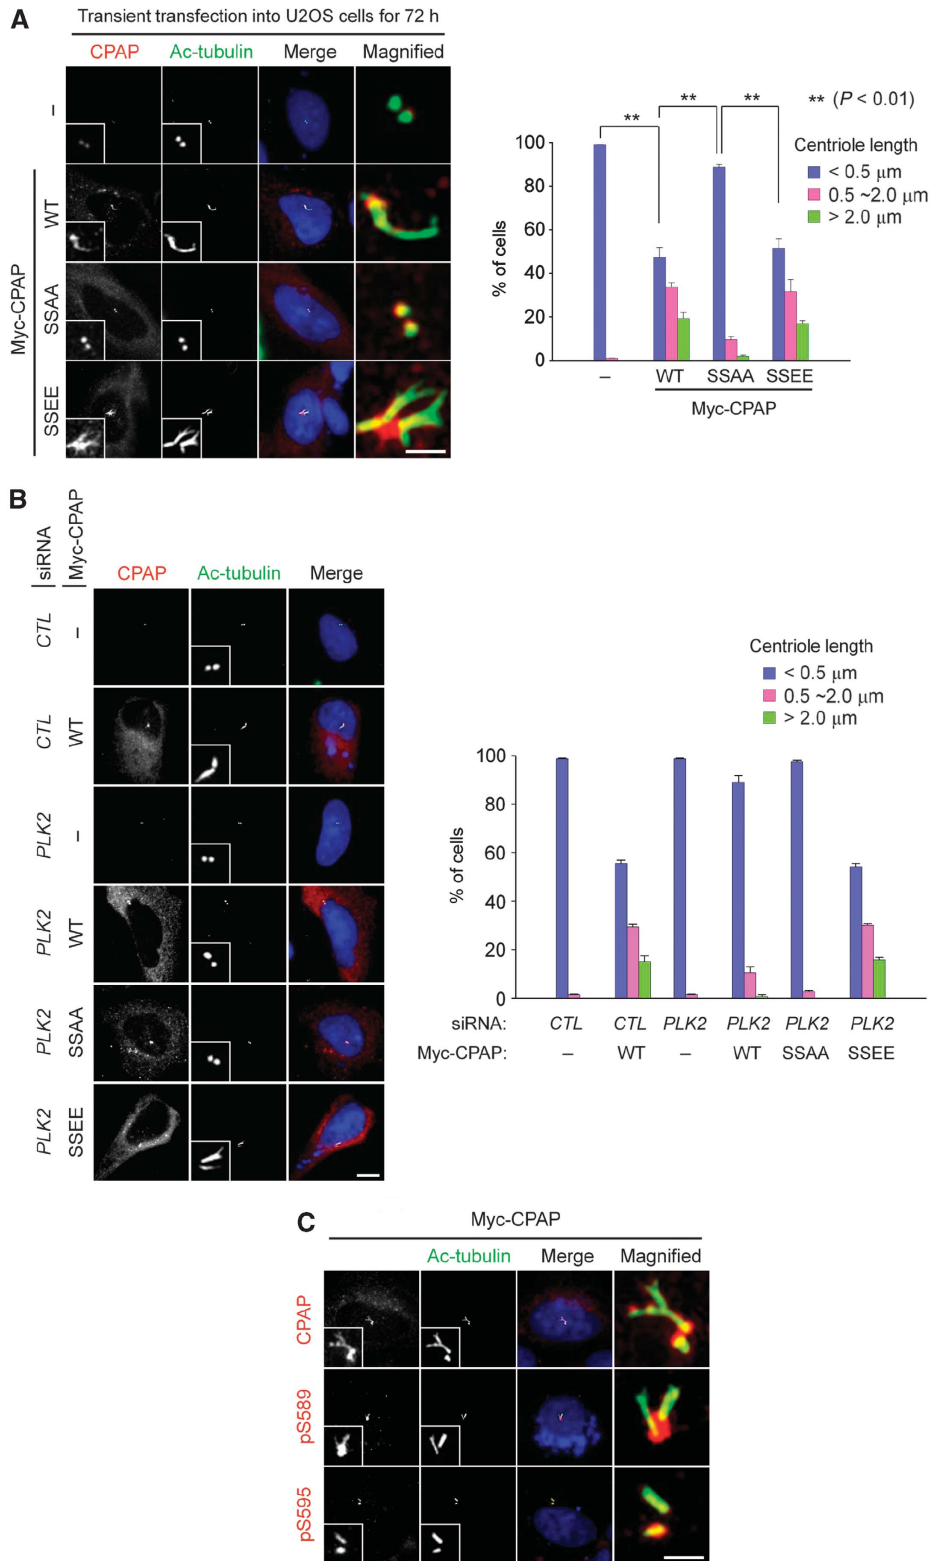 A
Transient transfection into U2OS cells for 72 h
CPAP Ac-tubulin Merge Magnified
–
Myc-CPAP
WT
SSAA
SSEE
** (P < 0.01)
** ** **
Centriole length
< 0.5 μm
0.5 ~2.0 μm
> 2.0 μm
% of cells
100
80
60
40
20
0
– WT SSAA SSEE
Myc-CPAP
B
siRNA
Myc-CPAP
CPAP Ac-tubulin Merge
CTL –
CTL WT
PLK2 –
PLK2 WT
PLK2 SSAA
PLK2 SSEE
Centriole length
< 0.5 μm
0.5 ~2.0 μm
> 2.0 μm
% of cells
100
80
60
40
20
0
siRNA: CTL CTL PLK2 PLK2 PLK2 PLK2
Myc-CPAP: – WT – WT SSAA SSEE
C
Myc-CPAP
Ac-tubulin Merge Magnified
CPAP
pS589
pS595